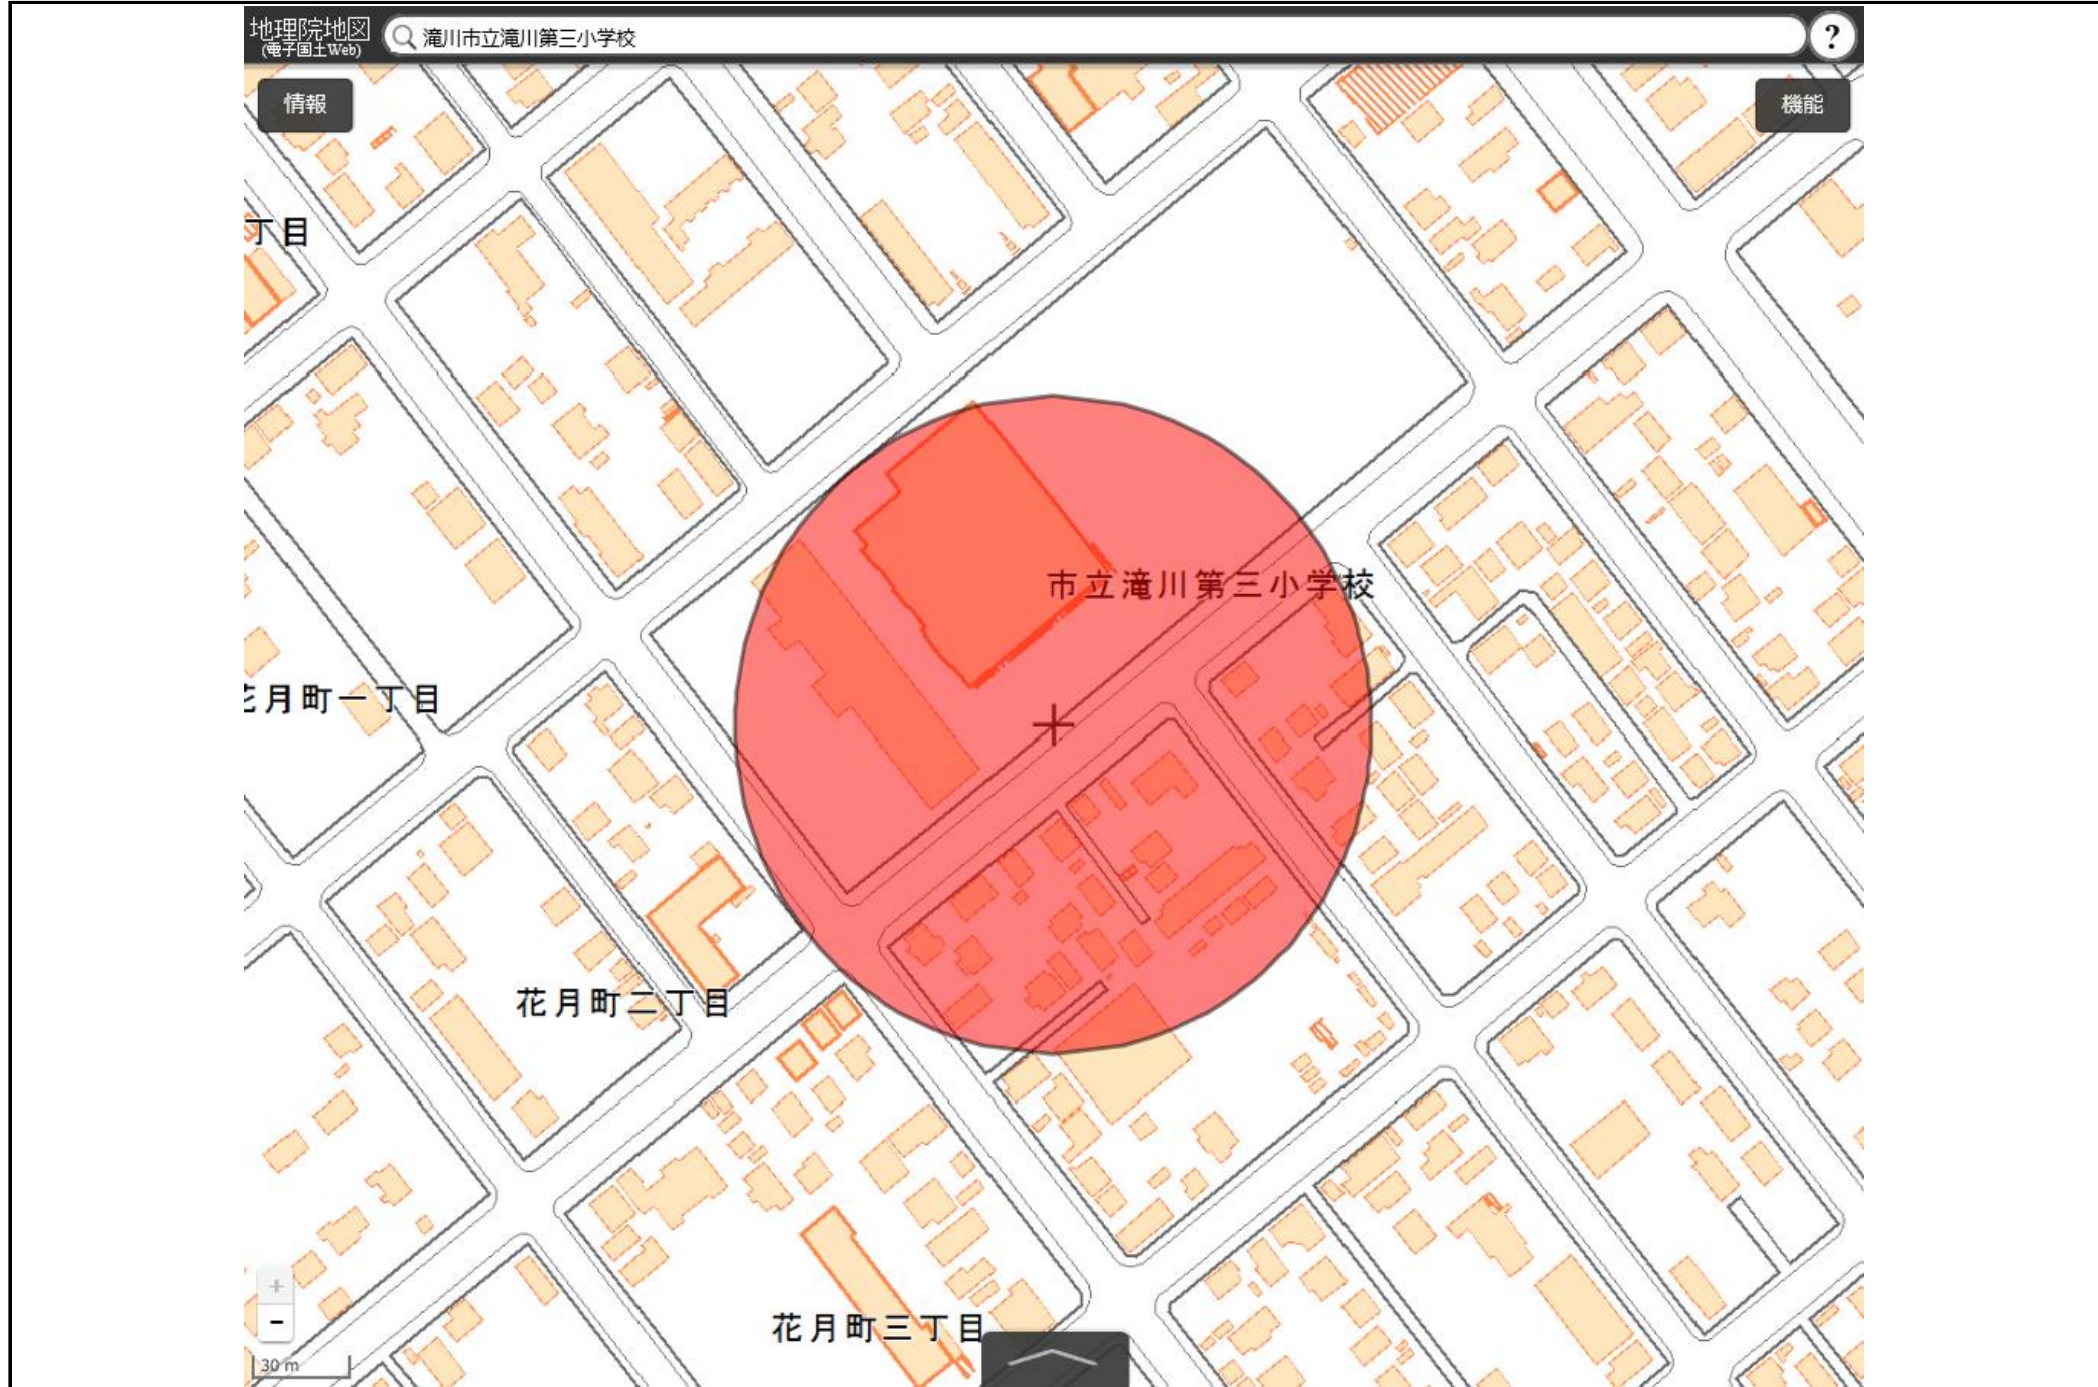 地理院地図
(電子国土Web)
滝川市立滝川第三小学校
?
情報
機能
丁目
市立滝川第三小学校
花月町一丁目
花月町二丁目
花月町三丁目
+
-
30 m